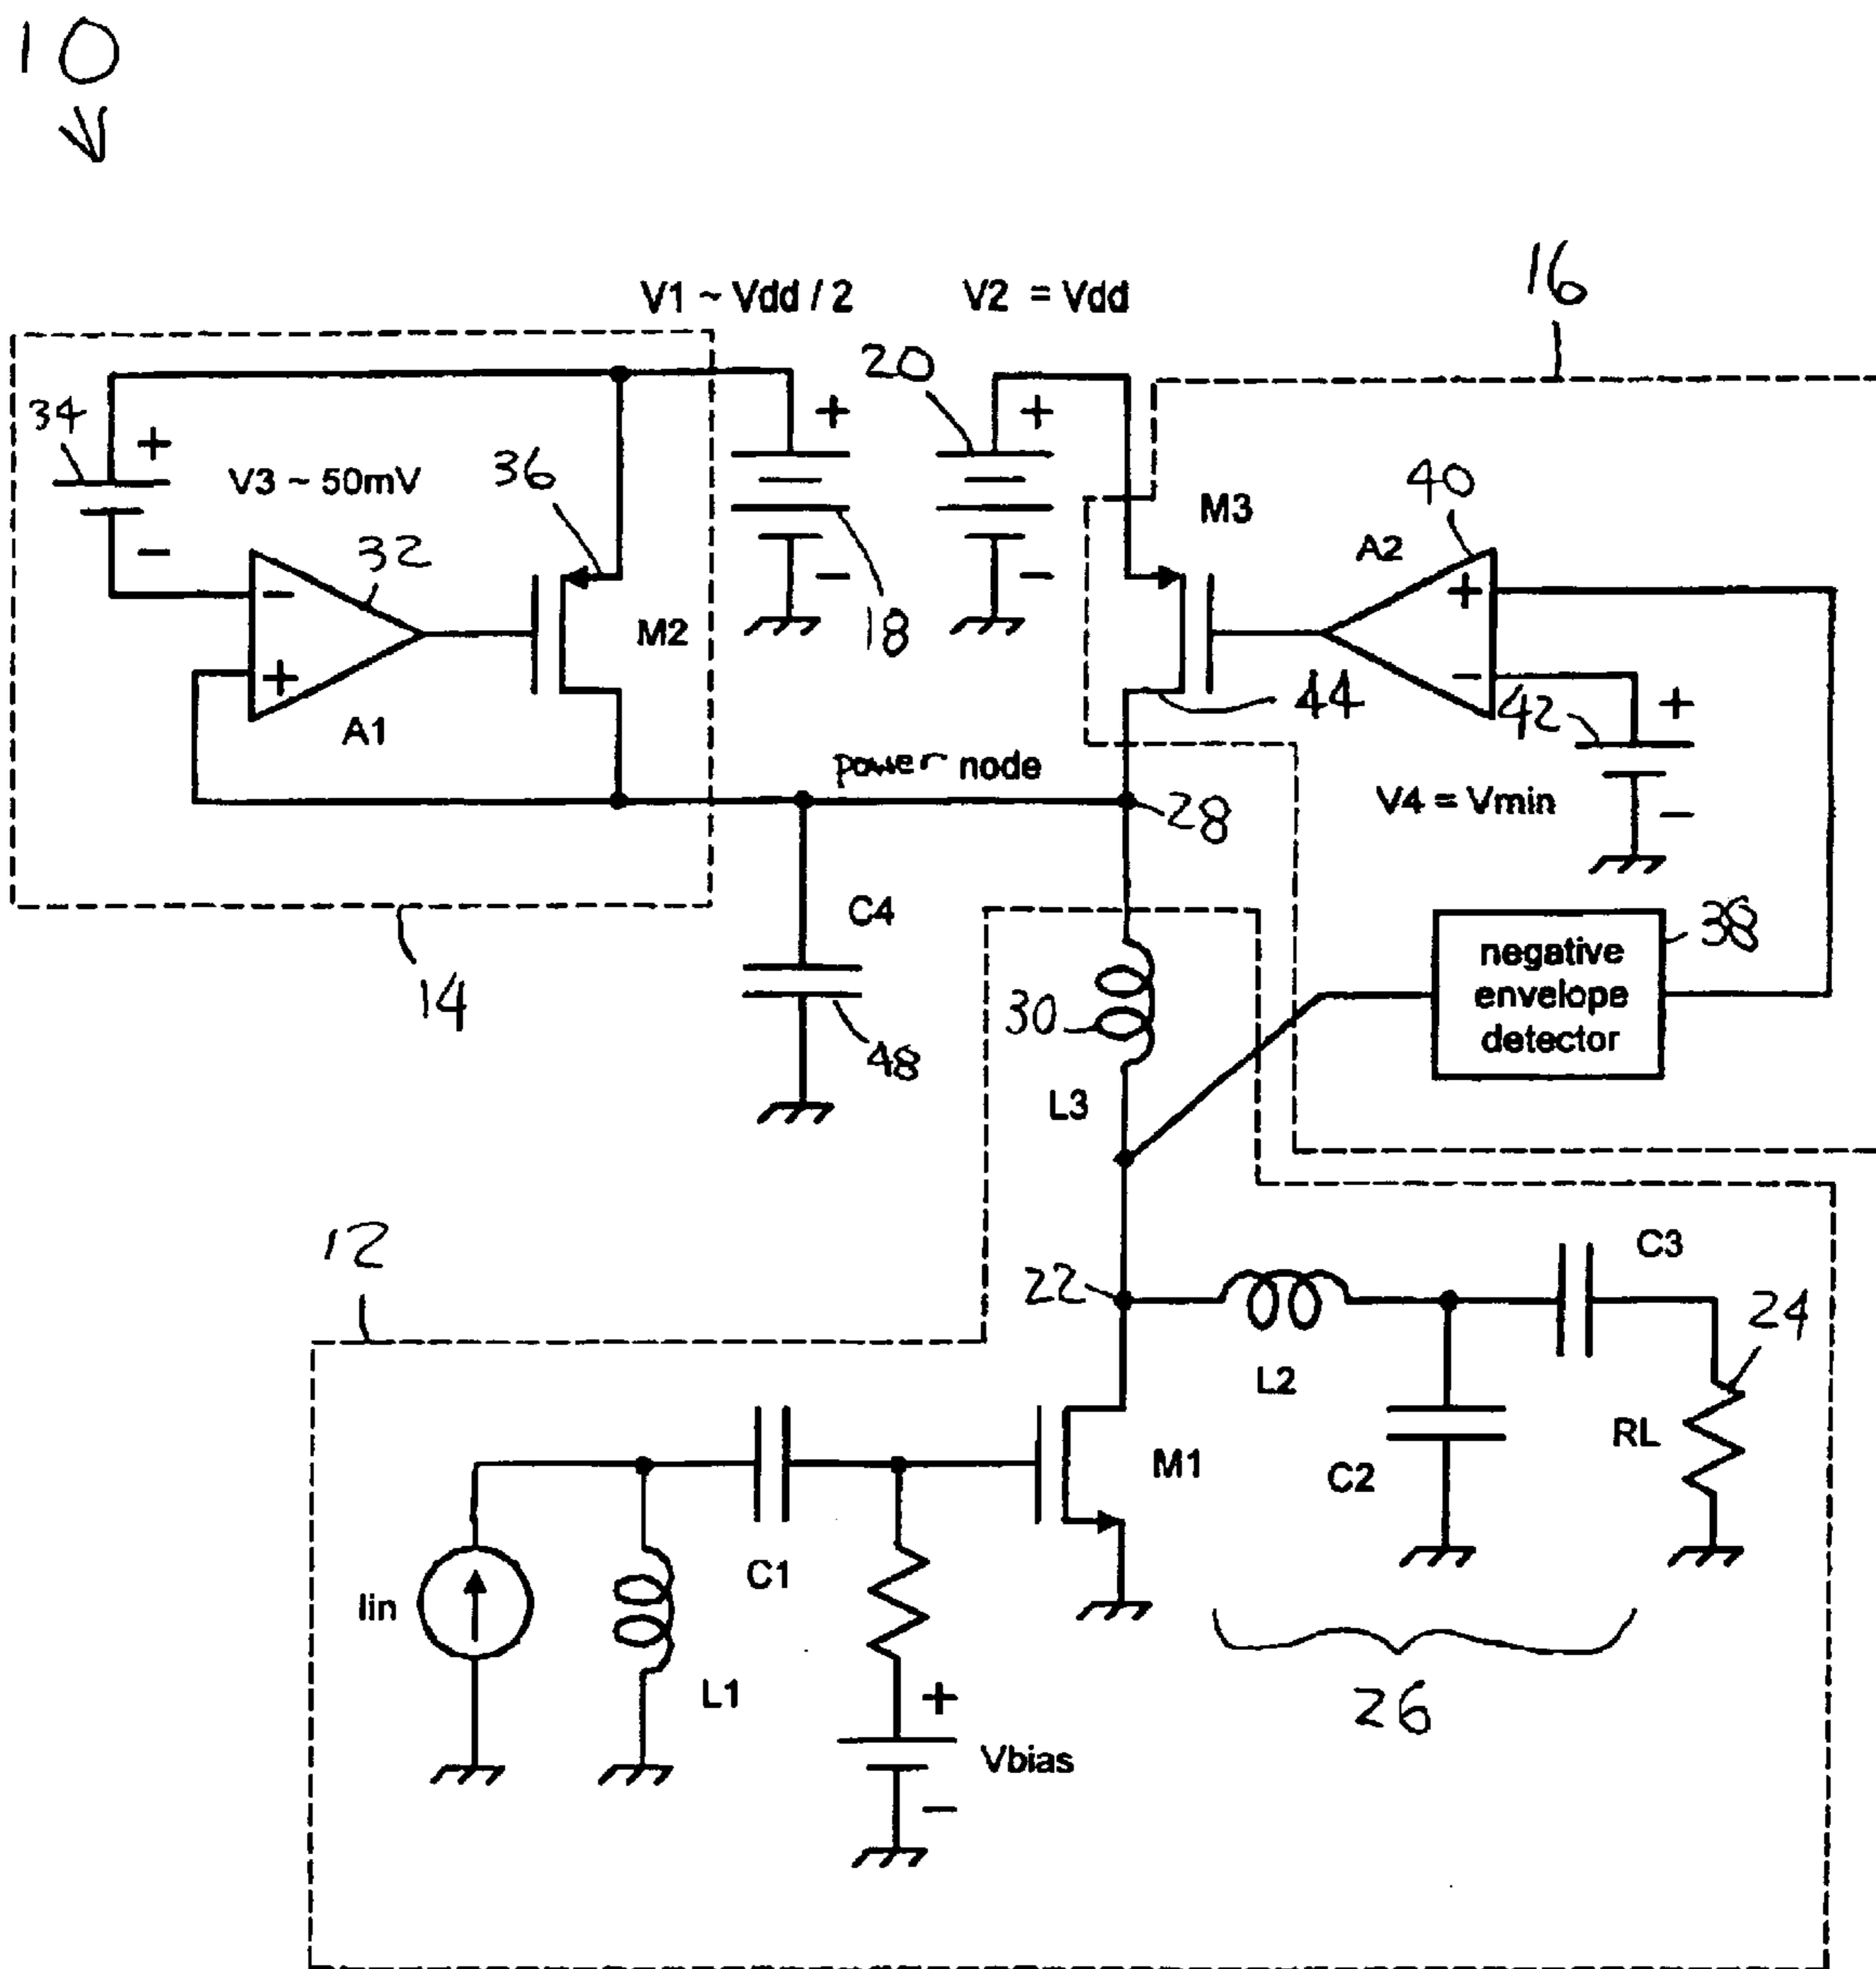 10
16
V1 ~ Vdd / 2
V2 = Vdd
20
34
+
+
+
V3 ~ 50mV
36
40
M3
A2
−
32
−
−
+
−
M2
18
+
−
44
42
+
A1
power node
28
V4 = Vmin
−
C4
38
negative
envelope
detector
14
30
48
L3
12
C3
22
24
L2
RL
M1
C2
C1
Iin
L1
+
26
Vbias
−